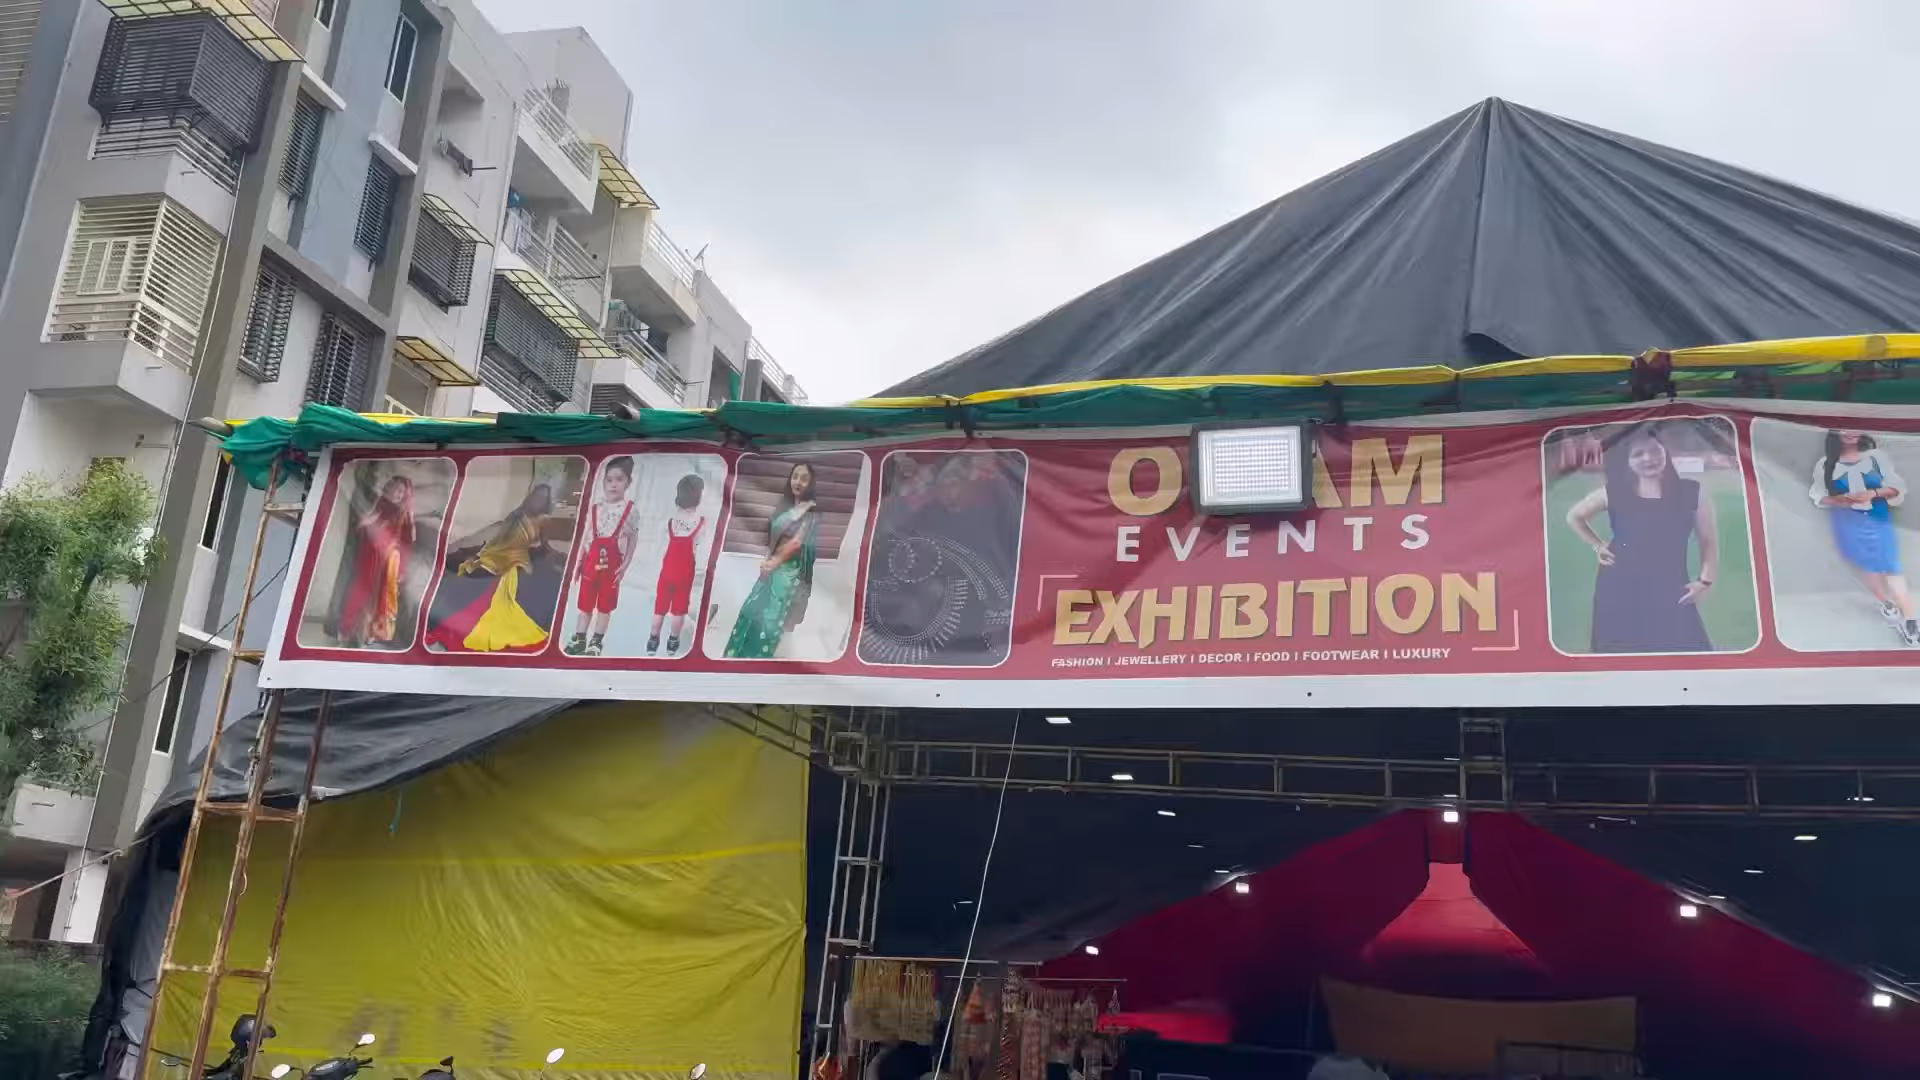 EVENTS
EXHIBITION
FASHION I JEWELLERY I DECOR I FOOD I FOOTWEAR I LUXURY